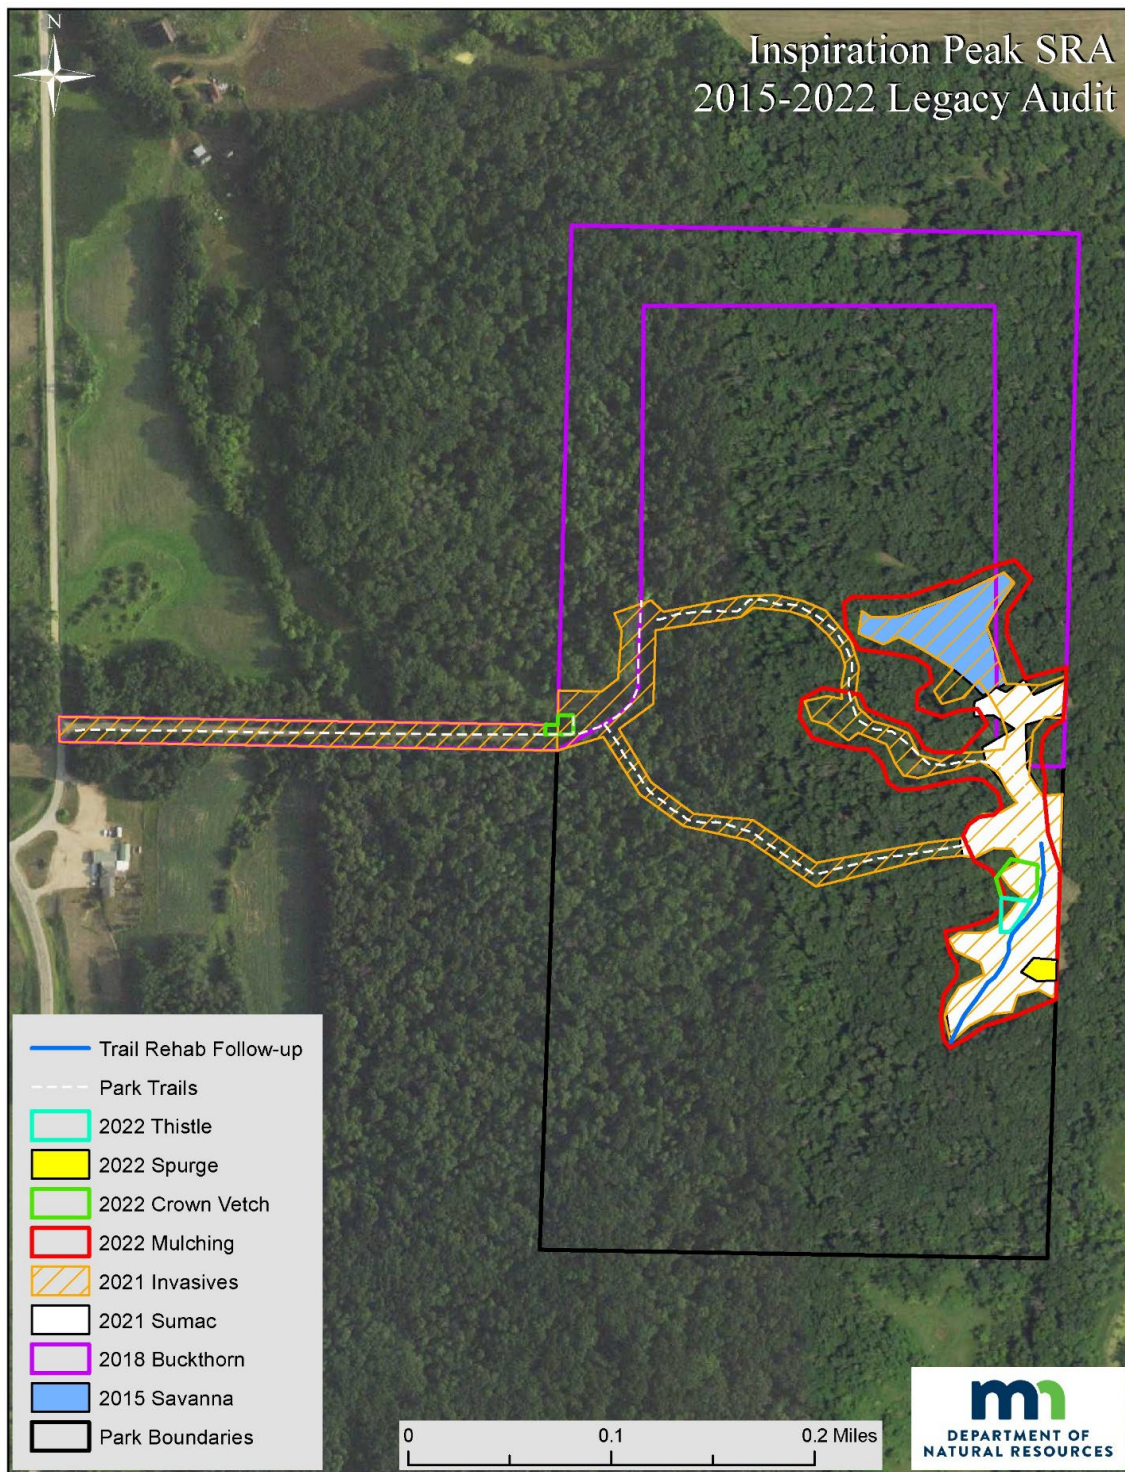 N
Inspiration Peak SRA
2015-2022 Legacy Audit
Trail Rehab Follow-up
Park Trails
2022 Thistle
2022 Spurge
2022 Crown Vetch
2022 Mulching
2021 Invasives
2021 Sumac
2018 Buckthorn
2015 Savanna
Park Boundaries
0 0.1 0.2 Miles
mn
DEPARTMENT OF
NATURAL RESOURCES